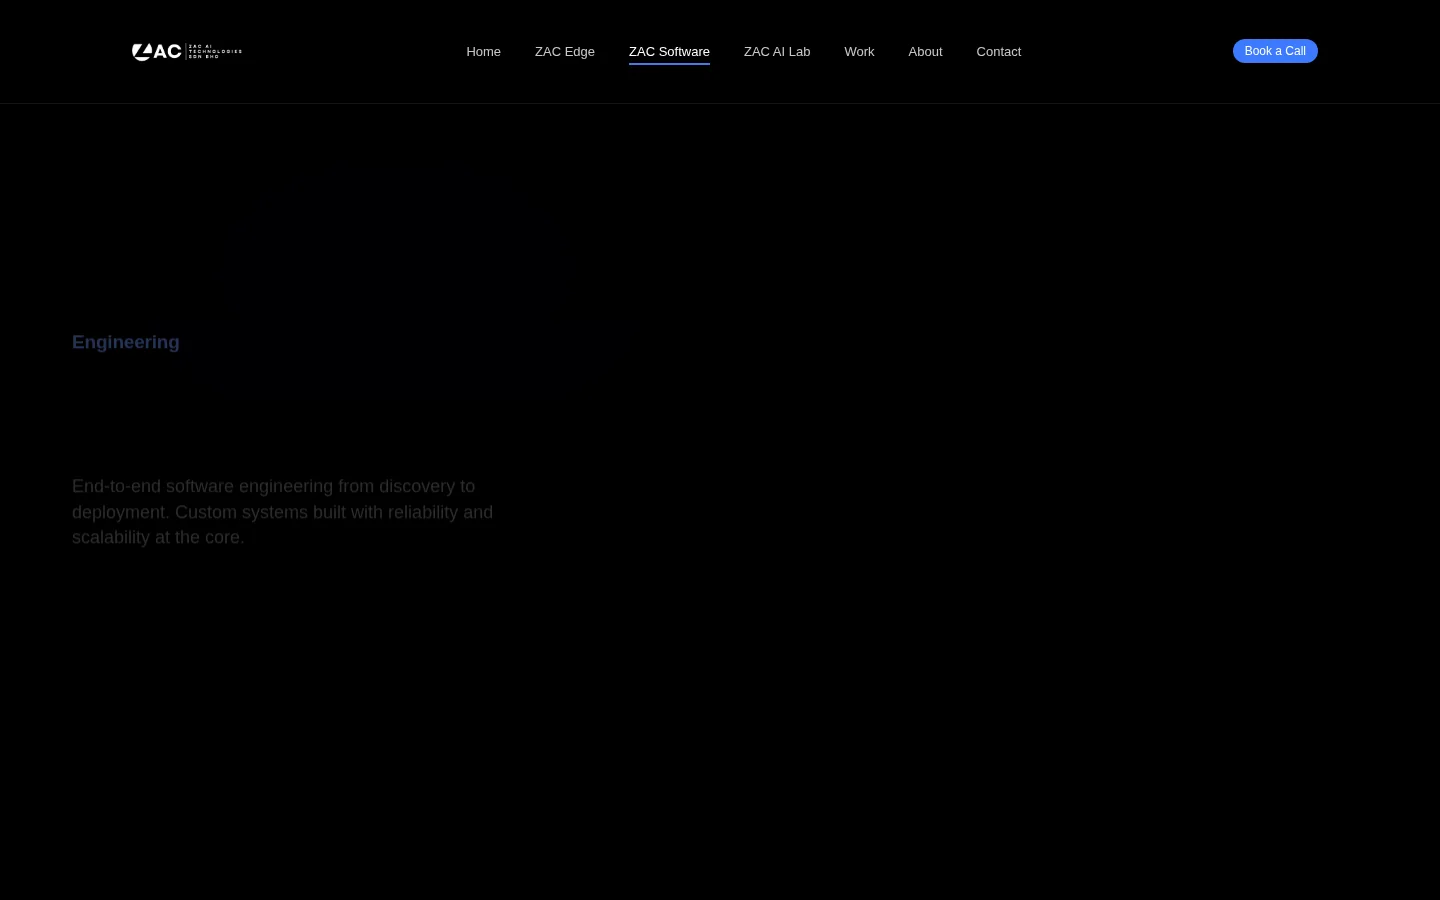 ZAC
ZAC AI
TECHNOLOGIES
SDN BHD
Home
ZAC Edge
ZAC Software
ZAC AI Lab
Work
About
Contact
Book a Call
Engineering
End-to-end software engineering from discovery to
deployment. Custom systems built with reliability and
scalability at the core.